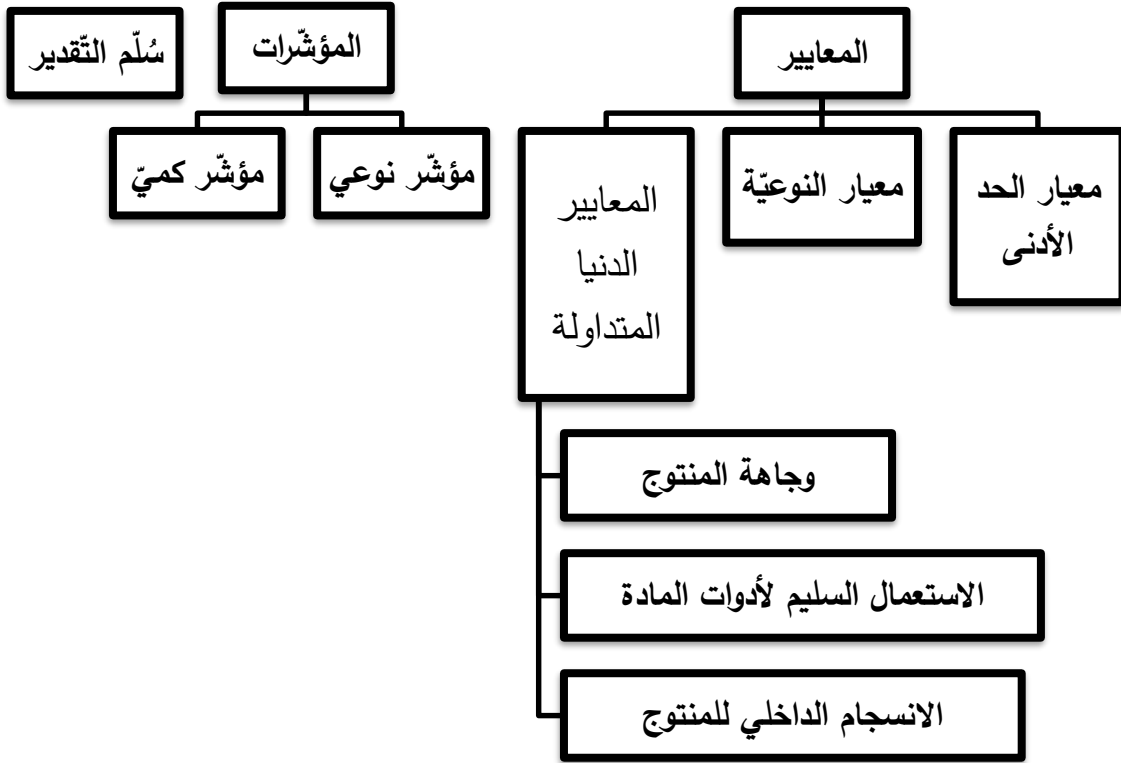 المعايير
المؤشّرات
سُلّم التّقدير
معيار الحد
الأدنى
معيار النوعيّة
المعايير
الدنيا
المتداولة
مؤشّر نوعي
مؤشّر كميّ
وجاهة المنتوج
الاستعمال السليم لأدوات المادة
الانسجام الداخلي للمنتوج